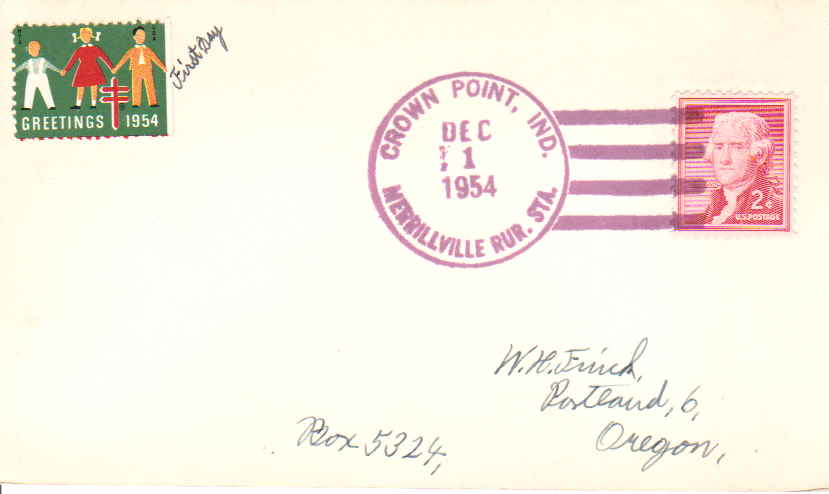 First Day
GREETINGS 1954
CROWN POINT, IND.
DEC
1
1954
MERRILLVILLE RUR. STA.
2¢
U.S. POSTAGE
W.H. Finch,
Portland, 6,
Oregon,
Box 5324,